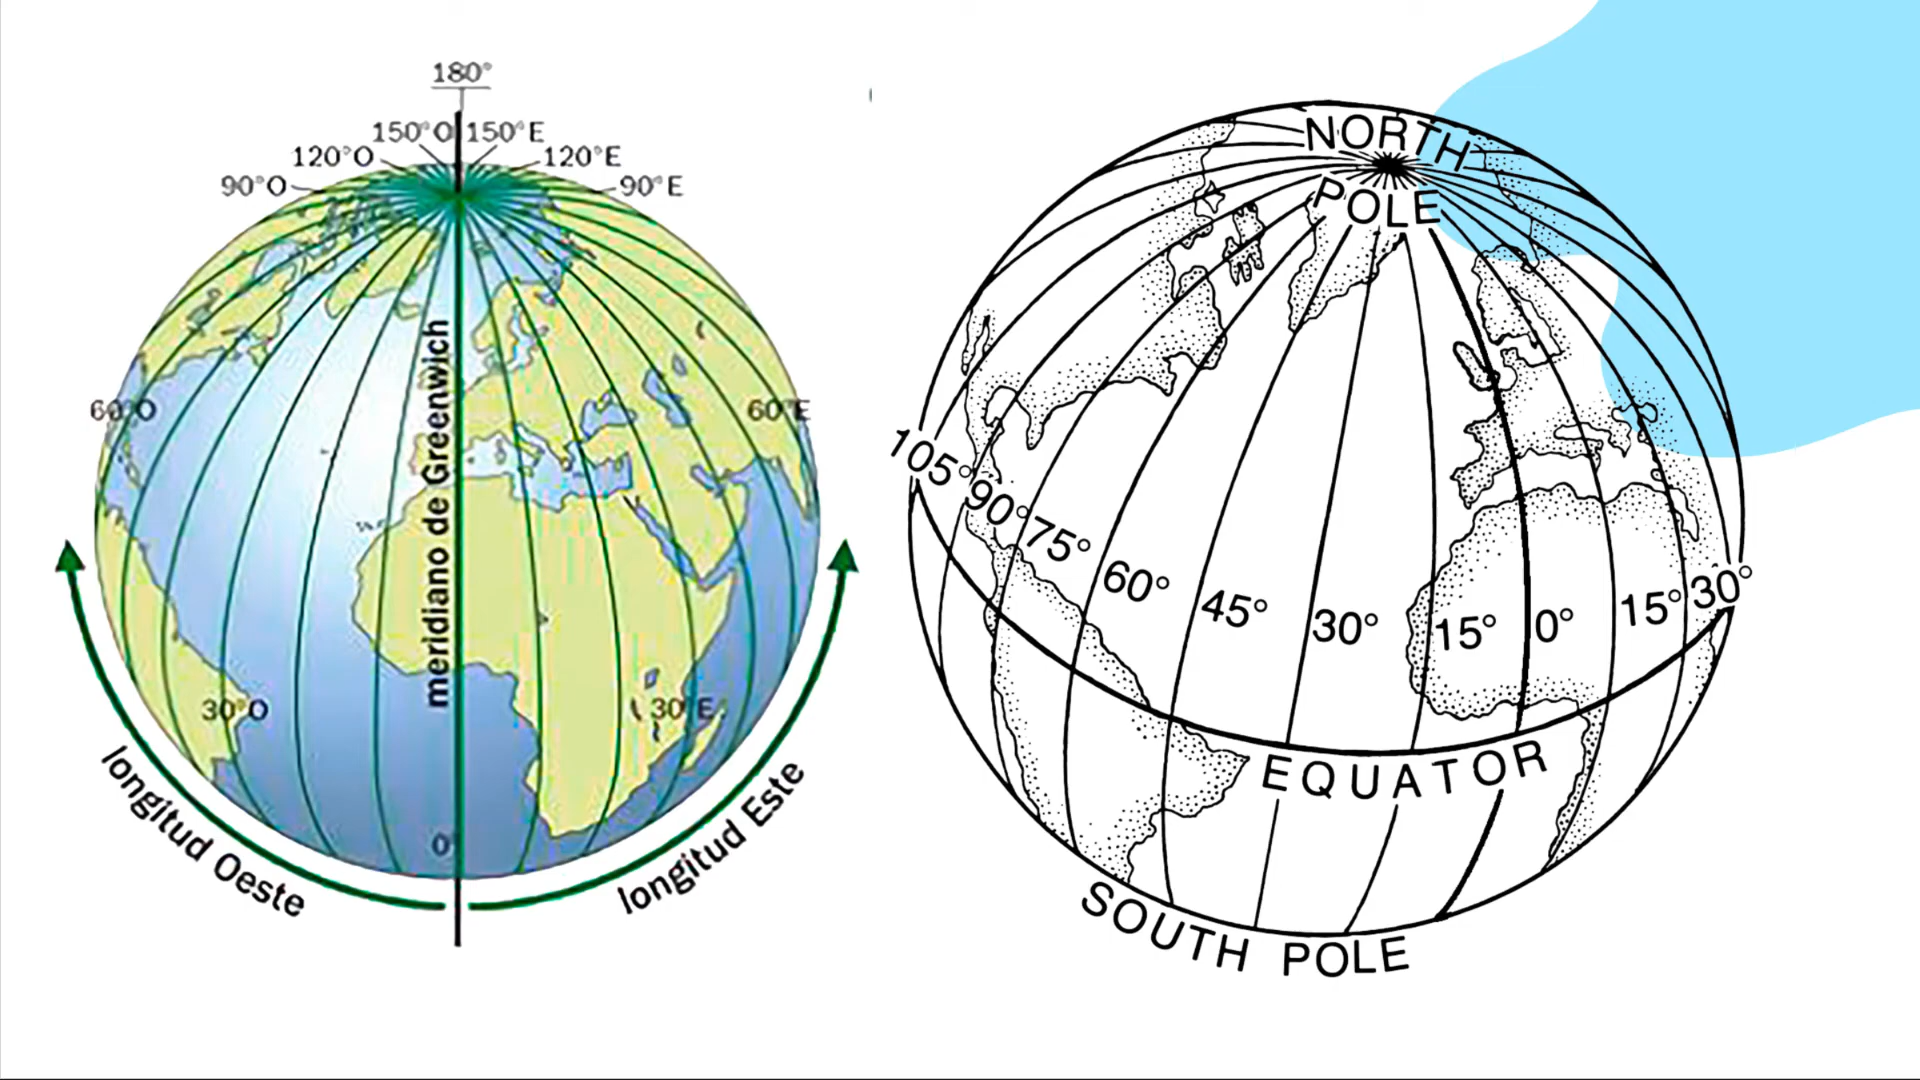 180°
150°O 150°E
120°O 120°E
90°O 90°E
60°O 60°E
meridiano de Greenwich
30°O 30°E
0°
longitud Oeste
longitud Este
NORTH
POLE
105° 90° 75° 60° 45° 30° 15° 0° 15° 30°
EQUATOR
SOUTH POLE